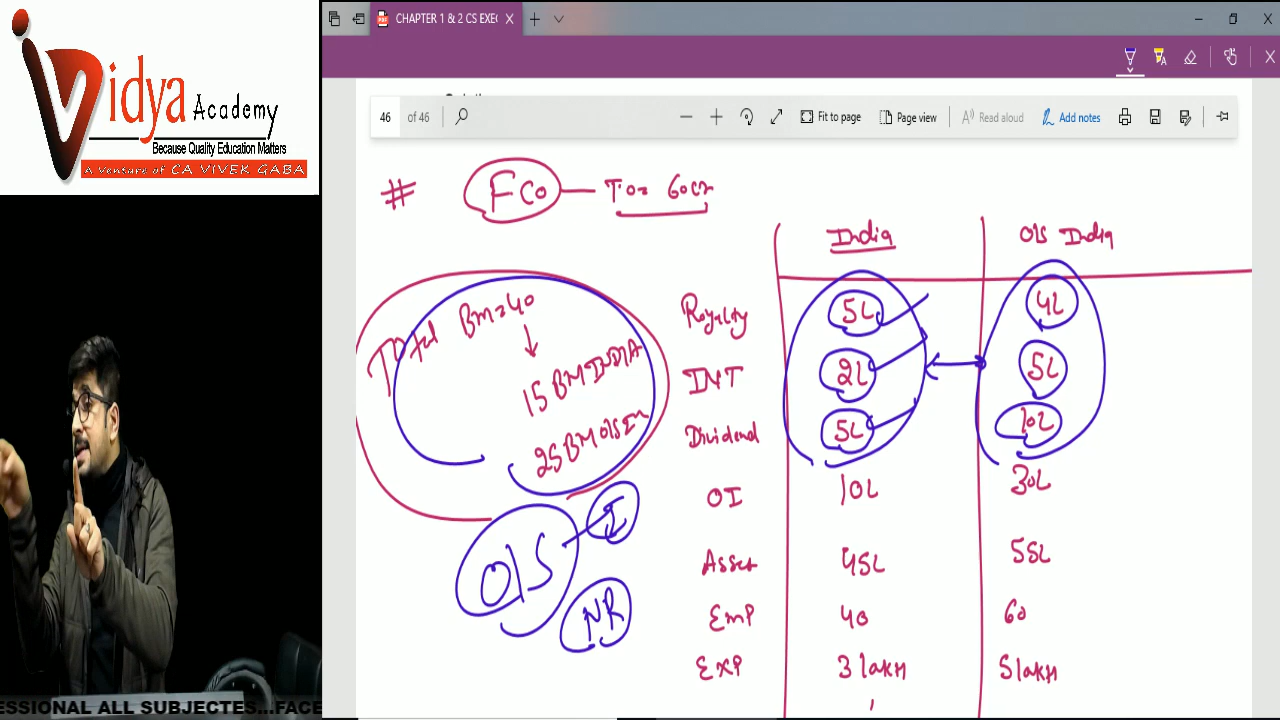 Vidya Academy
Because Quality Education Matters
A Venture of CA VIVEK GABA
CHAPTER 1 & 2 CS EXEC
46 of 46
Fit to page
Page view
Read aloud
Add notes
# FCo — T.O= 60cr
India
O/S India
Total BM=40
15 BM INDIA
25 BM O/S
Royalty 5L 4L
INT 2L 5L
Dividend 5L 10L
OI 10L 30L
Asset 45L 55L
Emp 40 60
EXP 3 lakh 5 lakh
O/S I
NR
ESSIONAL ALL SUBJECTES...FACE